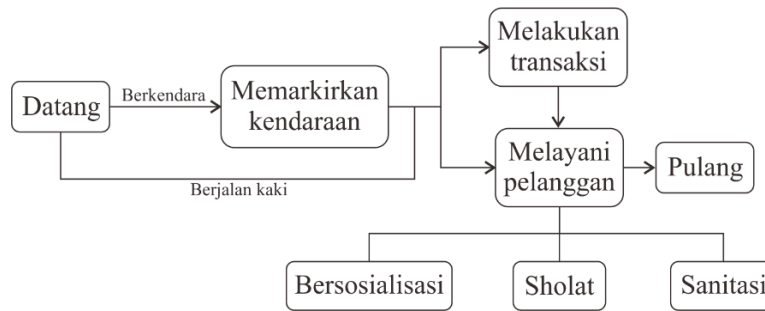 Melakukan
transaksi
Datang
Berkendara
Memarkirkan
kendaraan
Berjalan kaki
Melayani
pelanggan
Pulang
Bersosialisasi
Sholat
Sanitasi